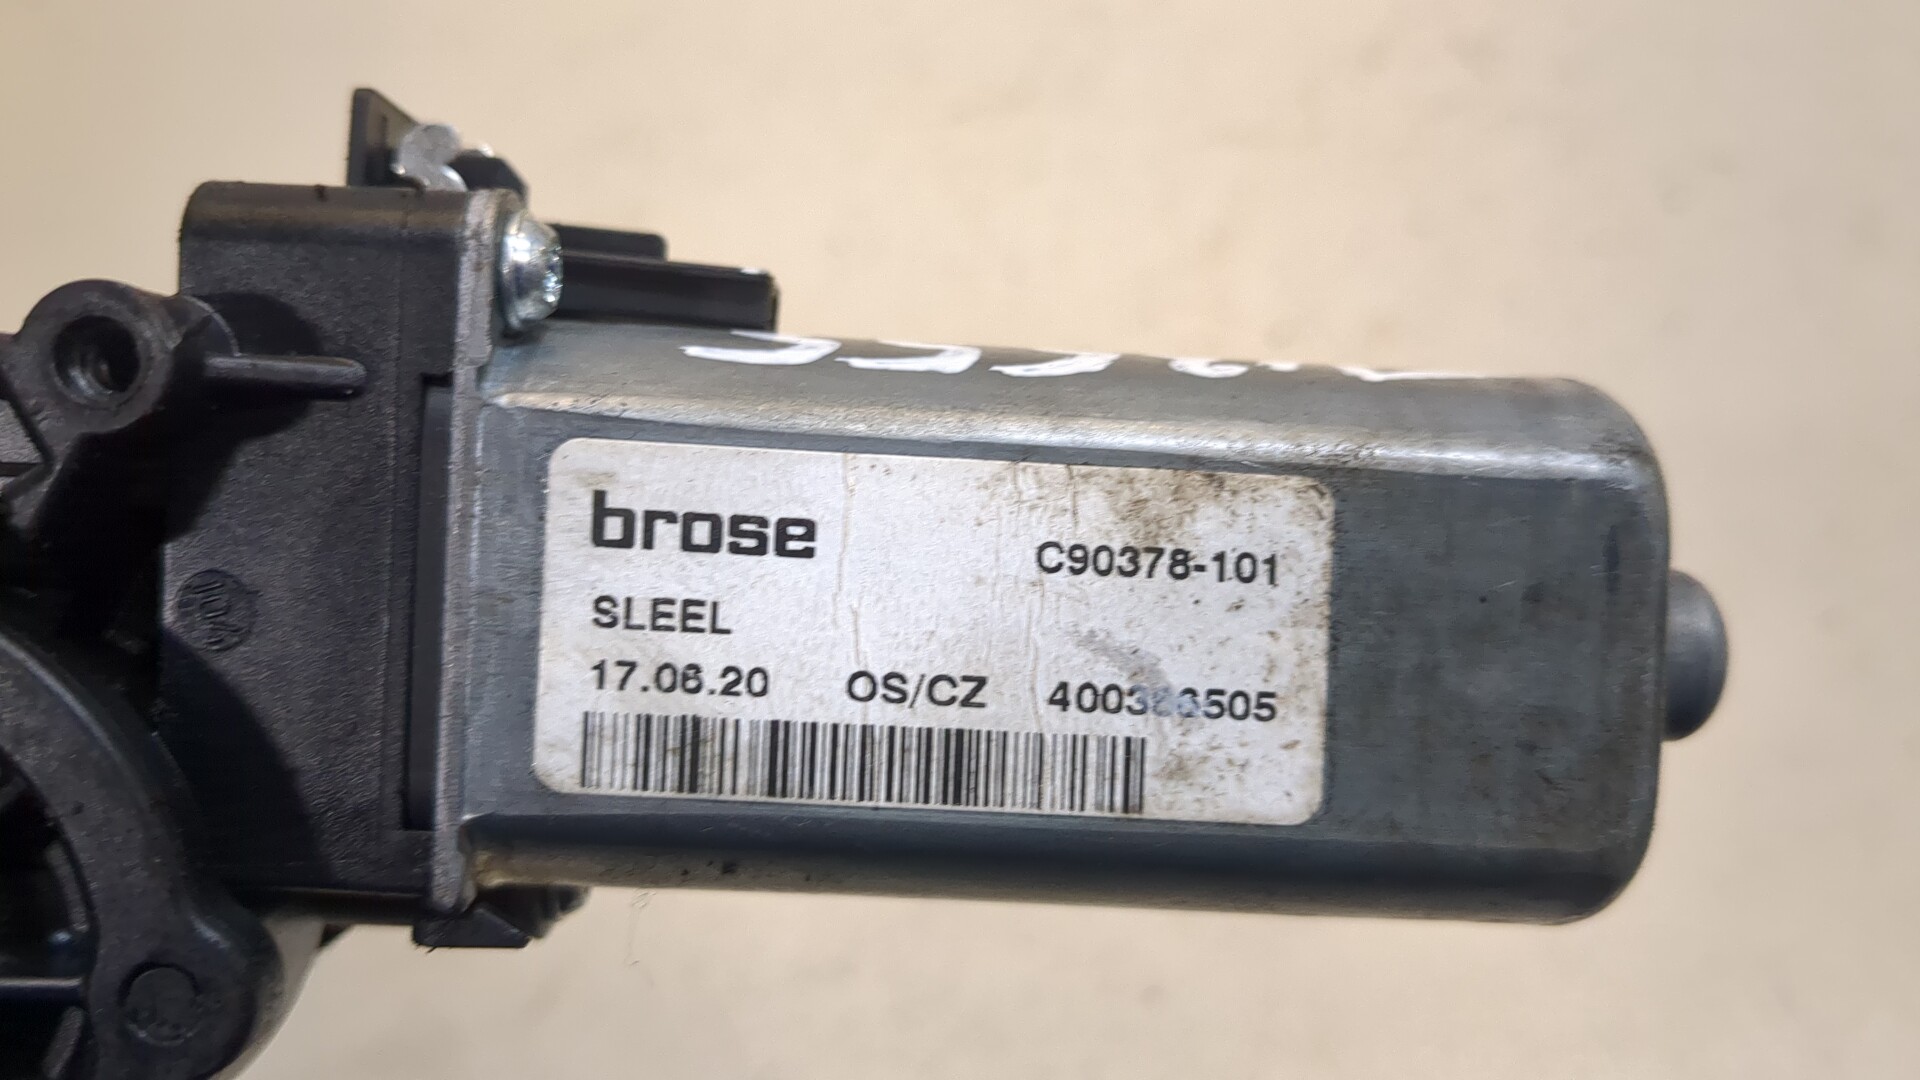 brose
C90378-101
SLEEL
17.06.20 OS/CZ